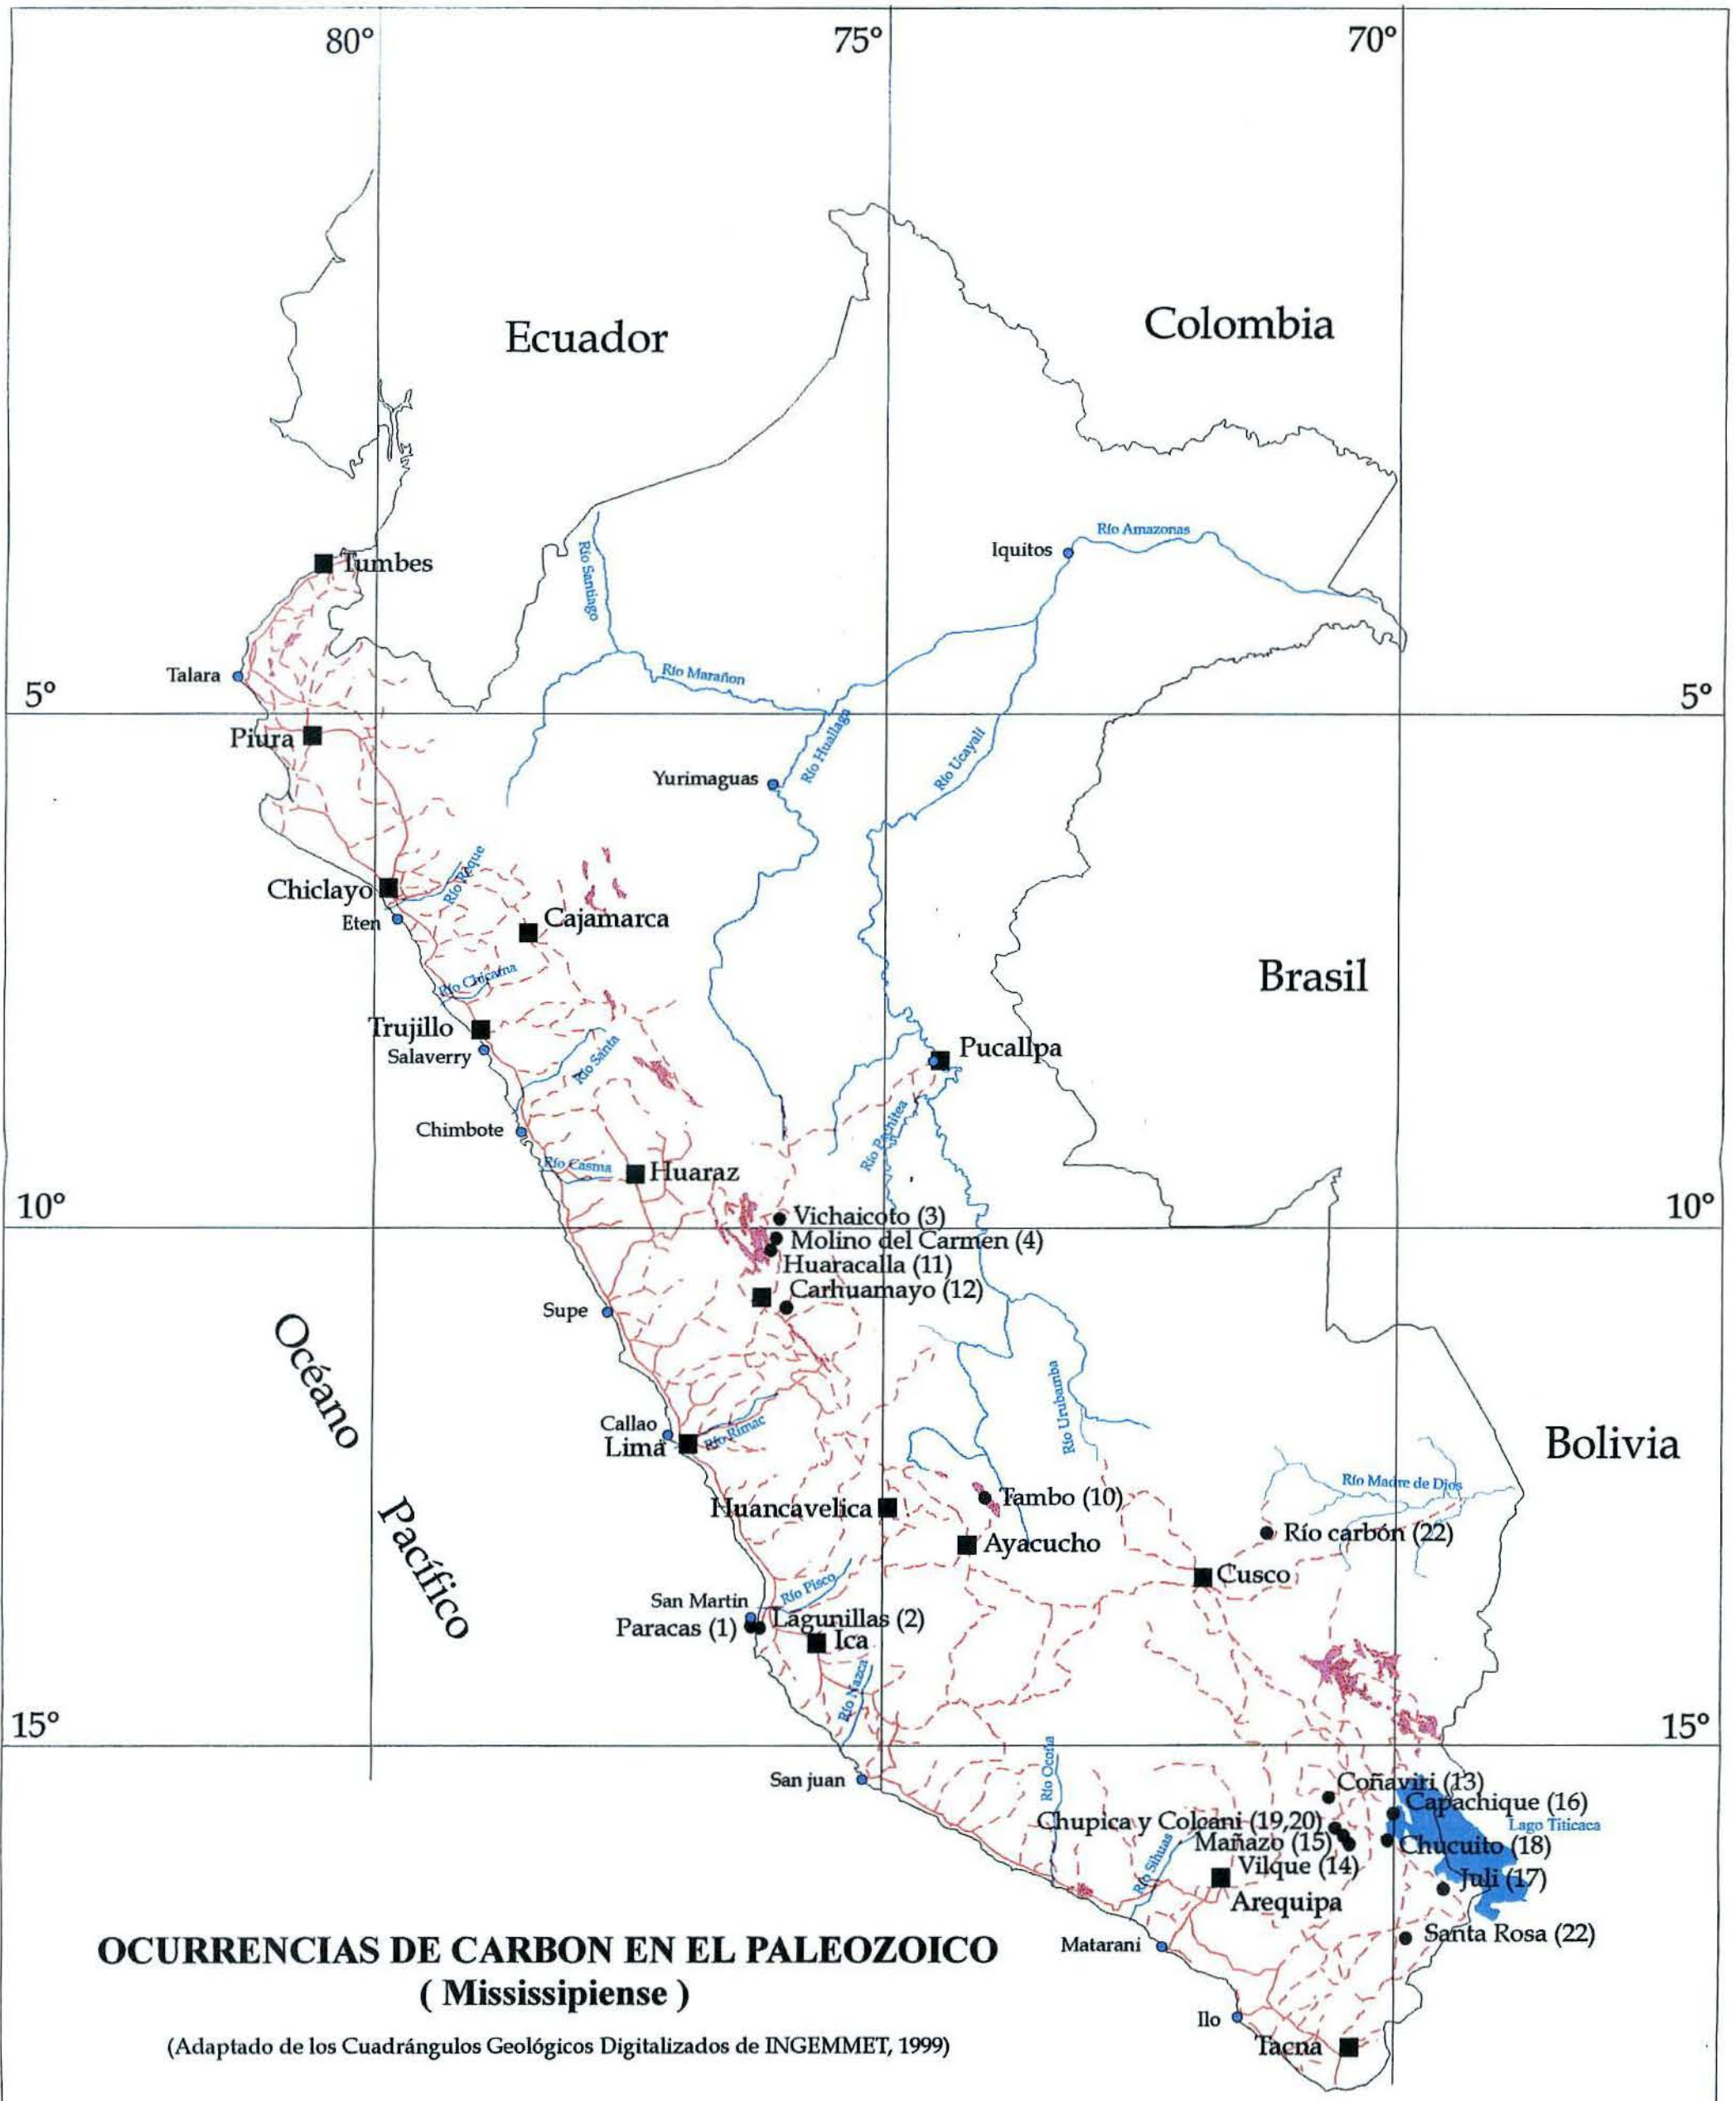 80°
75°
70°
Ecuador
Colombia
Río Amazonas
Iquitos
Río Santiago
Tumbes
Talara
Río Marañon
5°
5°
Piura
Río Huallaga
Río Ucayali
Yurimaguas
Río Reque
Chiclayo
Eten
Cajamarca
Río Chicama
Brasil
Trujillo
Salaverry
Río Santa
Pucallpa
Chimbote
Río Pachitea
Río Casma
Huaraz
10°
10°
Vichaicoto (3)
Molino del Carmen (4)
Huaracalla (11)
Carhuamayo (12)
Supe
Océano
Pacífico
Río Urubamba
Callao
Lima
Río Rimac
Bolivia
Río Madre de Djos
Huancavelica
Tambo (10)
Río carbón (22)
Ayacucho
Cusco
Río Pisco
San Martin
Paracas (1)
Lagunillas (2)
Ica
Río Nazca
15°
15°
San juan
Río Ocoña
Coñaviri (13)
Capachique (16)
Lago Titicaca
Chupica y Colcani (19,20)
Mañazo (15)
Chucuito (18)
Vilque (14)
Río Sihuas
Juli (17)
Arequipa
Santa Rosa (22)
Matarani
Ilo
Tacna
OCURRENCIAS DE CARBON EN EL PALEOZOICO
( Mississipiense )
(Adaptado de los Cuadrángulos Geológicos Digitalizados de INGEMMET, 1999)